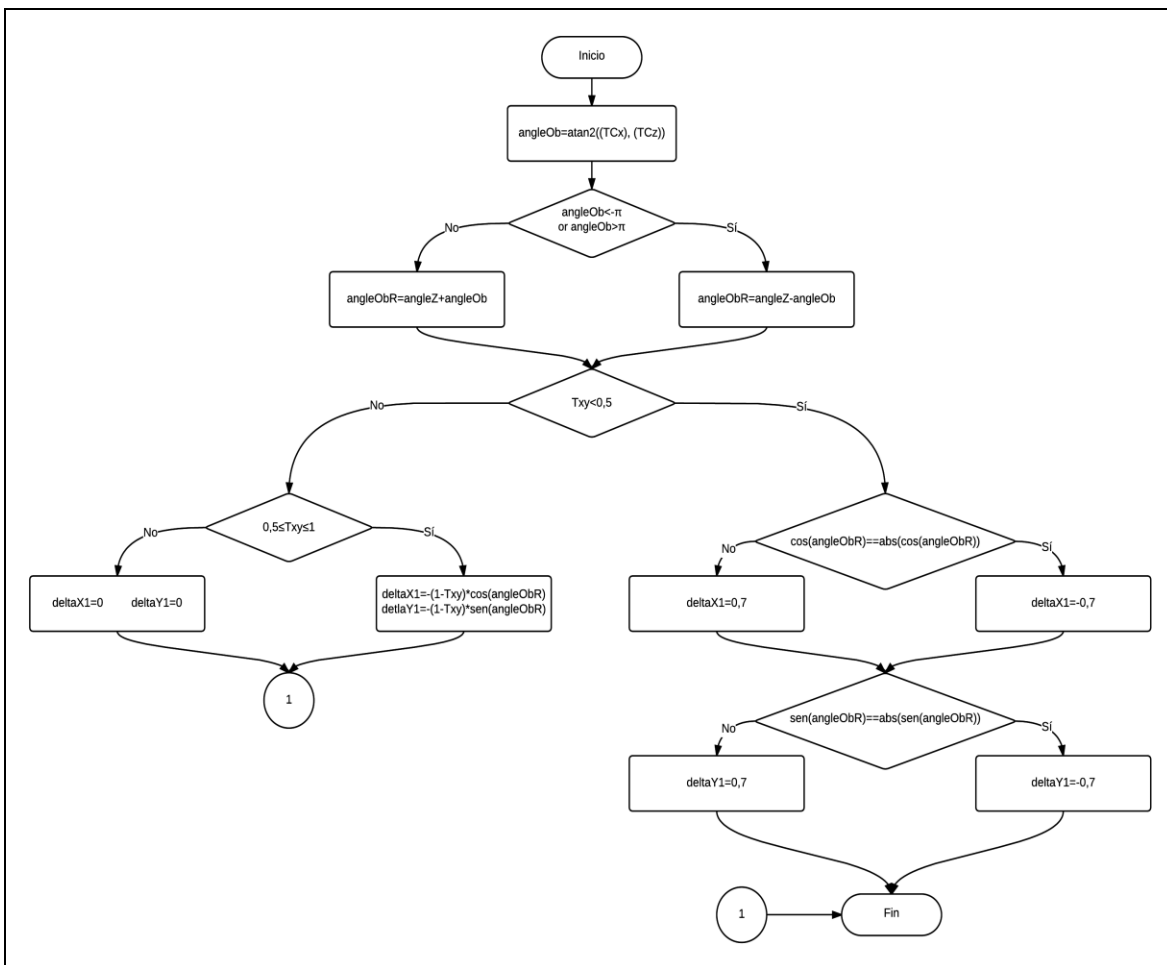 Inicio
angleOb=atan2((TCx), (TCz))
angleOb<-π
or angleOb>π
No
Sí
angleObR=angleZ+angleOb
angleObR=angleZ-angleOb
Txy<0,5
No
Sí
0,5≤Txy≤1
No
Sí
deltaX1=0 deltaY1=0
deltaX1=-(1-Txy)*cos(angleObR)
detlaY1=-(1-Txy)*sen(angleObR)
1
cos(angleObR)==abs(cos(angleObR))
No
Sí
deltaX1=0,7
deltaX1=-0,7
sen(angleObR)==abs(sen(angleObR))
No
Sí
deltaY1=0,7
deltaY1=-0,7
1
Fin